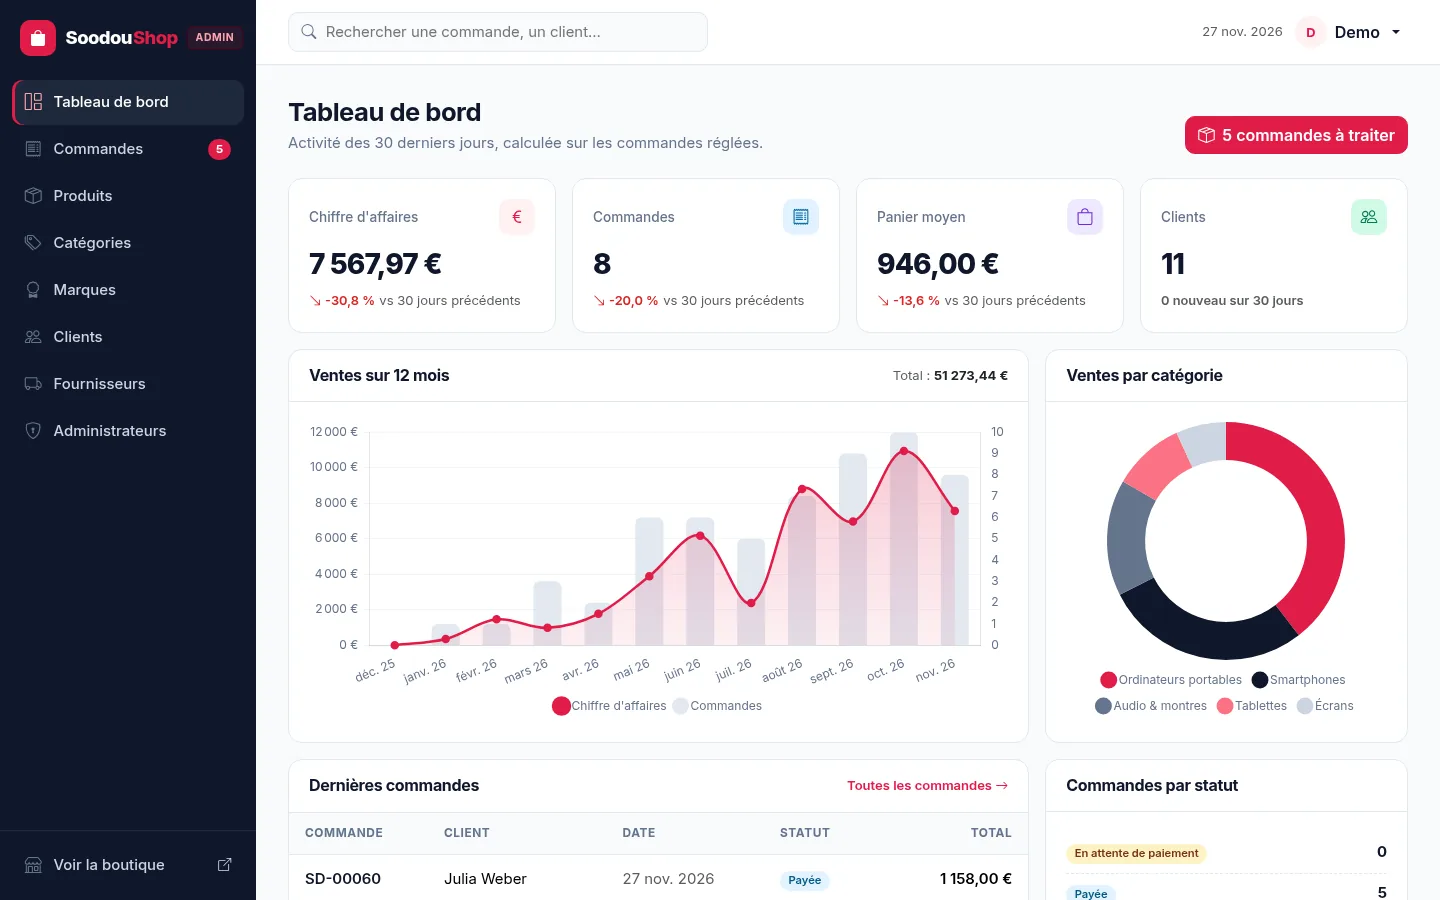 SoodouShop ADMIN
Rechercher une commande, un client...
27 nov. 2026
D
Demo
Tableau de bord
Commandes 5
Produits
Catégories
Marques
Clients
Fournisseurs
Administrateurs
Voir la boutique
Tableau de bord
Activité des 30 derniers jours, calculée sur les commandes réglées.
5 commandes à traiter
Chiffre d'affaires
€
7 567,97 €
-30,8 % vs 30 jours précédents
Commandes
8
-20,0 % vs 30 jours précédents
Panier moyen
946,00 €
-13,6 % vs 30 jours précédents
Clients
11
0 nouveau sur 30 jours
Ventes sur 12 mois
Total : 51 273,44 €
12 000 €
10 000 €
8 000 €
6 000 €
4 000 €
2 000 €
0 €
10
9
8
7
6
5
4
3
2
1
0
déc. 25
janv. 26
févr. 26
mars 26
avr. 26
mai 26
juin 26
juil. 26
août 26
sept. 26
oct. 26
nov. 26
Chiffre d'affaires Commandes
Ventes par catégorie
Ordinateurs portables Smartphones
Audio & montres Tablettes Écrans
Dernières commandes
Toutes les commandes →
COMMANDE CLIENT DATE STATUT TOTAL
SD-00060 Julia Weber 27 nov. 2026 Payée 1 158,00 €
Commandes par statut
En attente de paiement 0
Payée 5